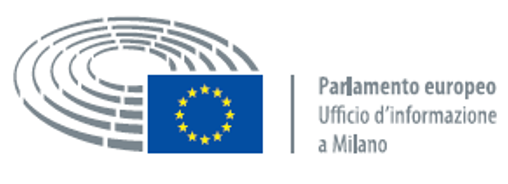 Parlamento europeo
Ufficio d'informazione
a Milano